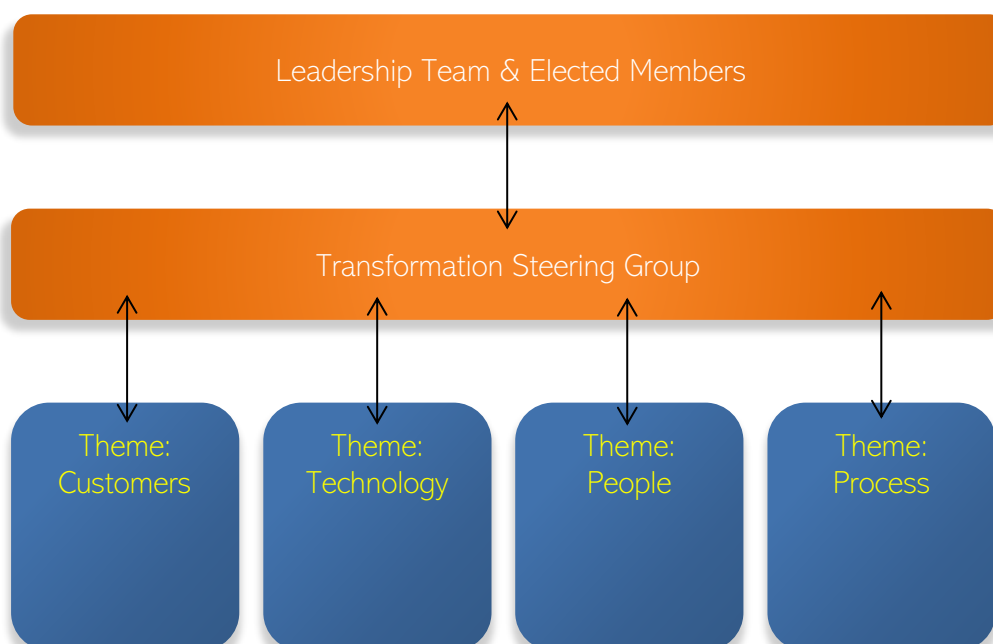 Leadership Team & Elected Members
Transformation Steering Group
Theme:
Customers
Theme:
Technology
Theme:
People
Theme:
Process